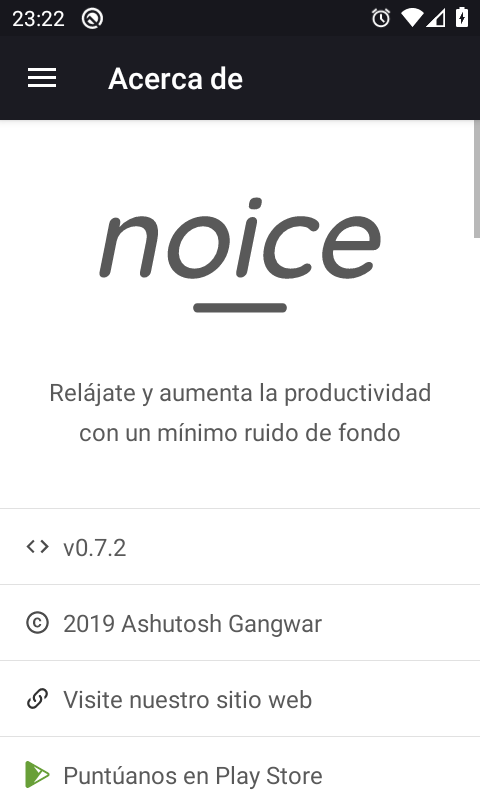 23:22
Acerca de
noice
Relájate y aumenta la productividad
con un mínimo ruido de fondo
v0.7.2
2019 Ashutosh Gangwar
Visite nuestro sitio web
Puntúanos en Play Store